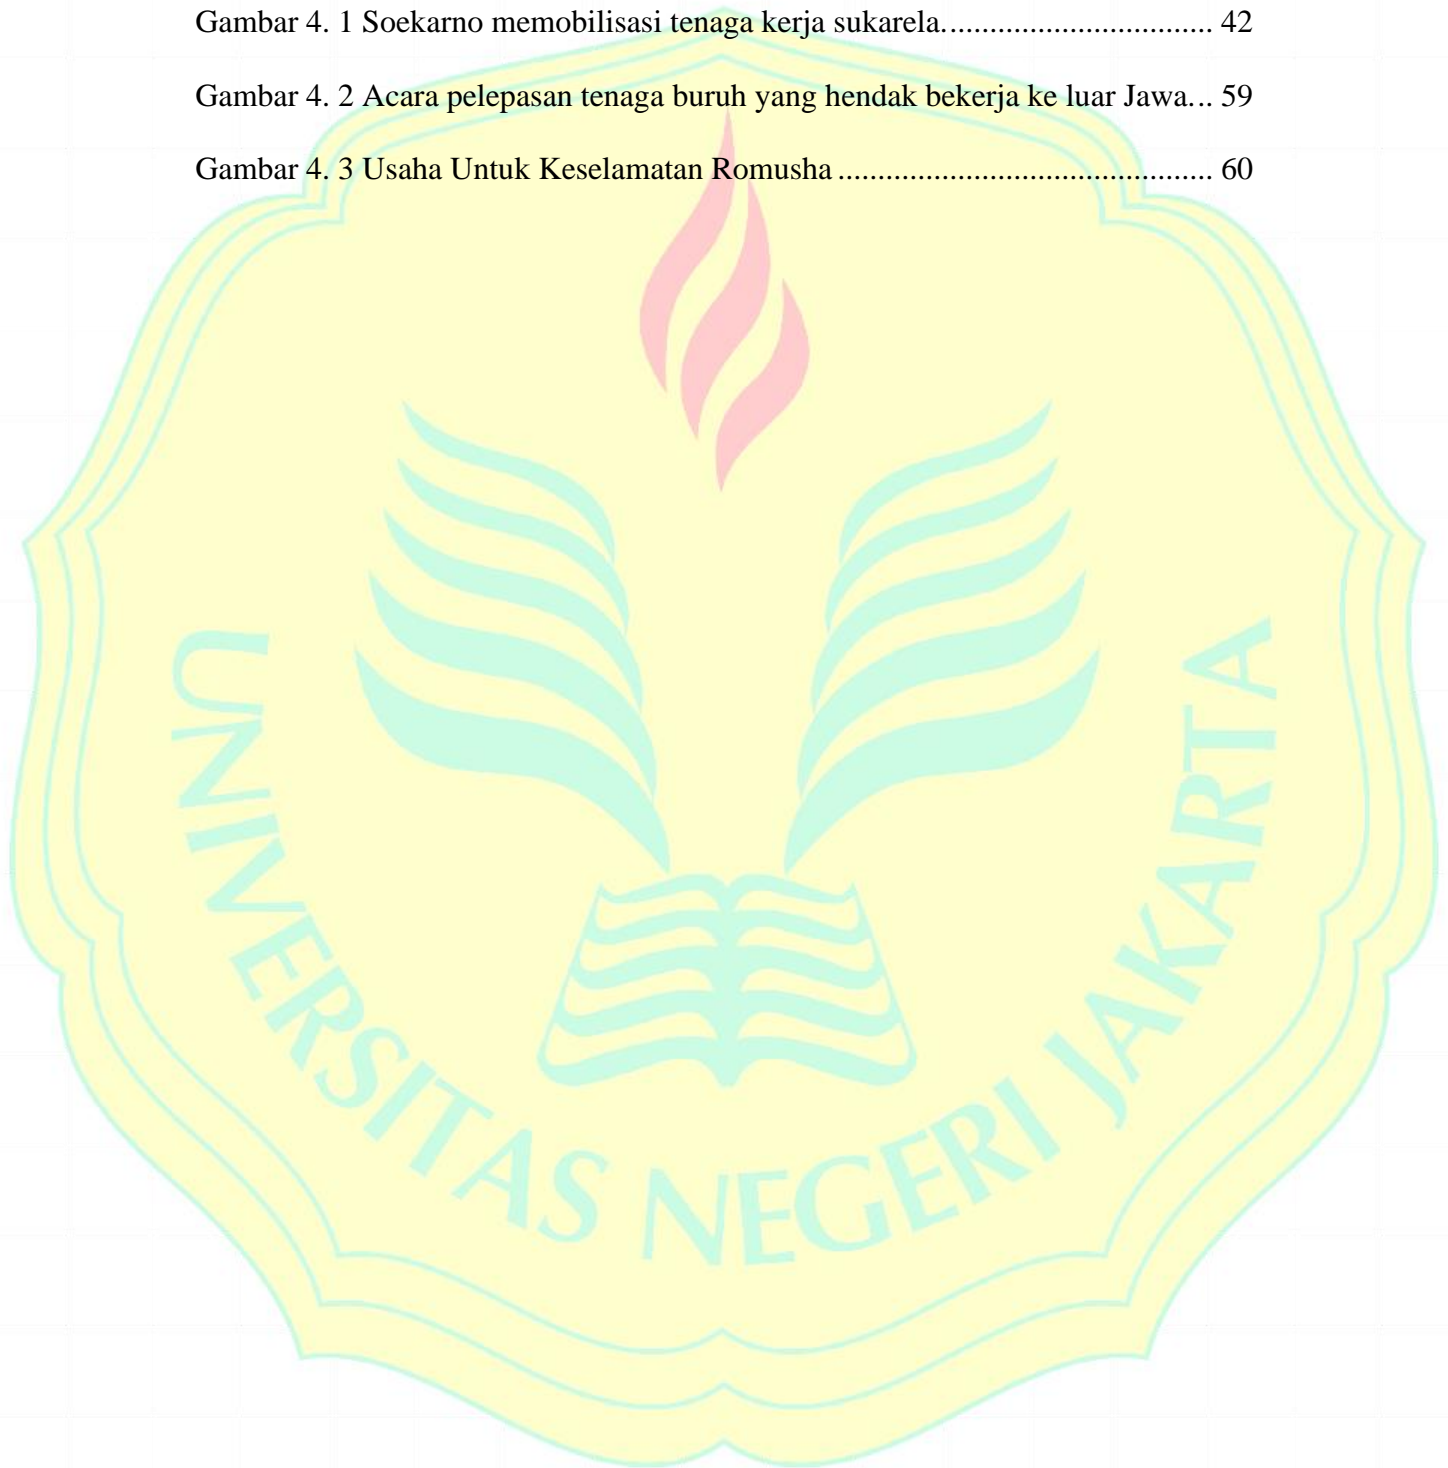 Gambar 4. 1 Soekarno memobilisasi tenaga kerja sukarela................................. 42
Gambar 4. 2 Acara pelepasan tenaga buruh yang hendak bekerja ke luar Jawa... 59
Gambar 4. 3 Usaha Untuk Keselamatan Romusha ............................................. 60
UNIVERSITAS NEGERI JAKARTA